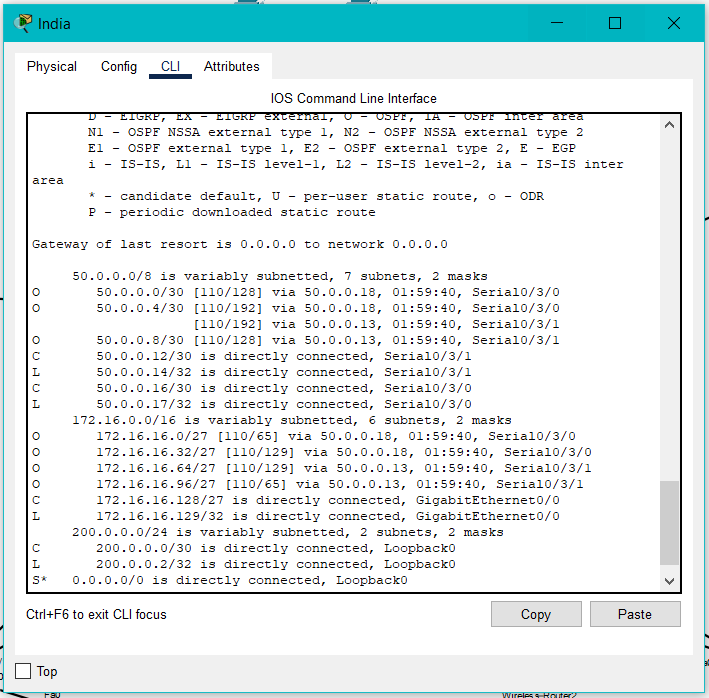 India
Physical Config CLI Attributes
IOS Command Line Interface
D - EIGRP, EX - EIGRP external, O - OSPF, IA - OSPF inter area
N1 - OSPF NSSA external type 1, N2 - OSPF NSSA external type 2
E1 - OSPF external type 1, E2 - OSPF external type 2, E - EGP
i - IS-IS, L1 - IS-IS level-1, L2 - IS-IS level-2, ia - IS-IS inter
area
* - candidate default, U - per-user static route, o - ODR
P - periodic downloaded static route
Gateway of last resort is 0.0.0.0 to network 0.0.0.0
50.0.0.0/8 is variably subnetted, 7 subnets, 2 masks
O 50.0.0.0/30 [110/128] via 50.0.0.18, 01:59:40, Serial0/3/0
O 50.0.0.4/30 [110/192] via 50.0.0.18, 01:59:40, Serial0/3/0
[110/192] via 50.0.0.13, 01:59:40, Serial0/3/1
O 50.0.0.8/30 [110/128] via 50.0.0.13, 01:59:40, Serial0/3/1
C 50.0.0.12/30 is directly connected, Serial0/3/1
L 50.0.0.14/32 is directly connected, Serial0/3/1
C 50.0.0.16/30 is directly connected, Serial0/3/0
L 50.0.0.17/32 is directly connected, Serial0/3/0
172.16.0.0/16 is variably subnetted, 6 subnets, 2 masks
O 172.16.16.0/27 [110/65] via 50.0.0.18, 01:59:40, Serial0/3/0
O 172.16.16.32/27 [110/129] via 50.0.0.18, 01:59:40, Serial0/3/0
O 172.16.16.64/27 [110/129] via 50.0.0.13, 01:59:40, Serial0/3/1
O 172.16.16.96/27 [110/65] via 50.0.0.13, 01:59:40, Serial0/3/1
C 172.16.16.128/27 is directly connected, GigabitEthernet0/0
L 172.16.16.129/32 is directly connected, GigabitEthernet0/0
200.0.0.0/24 is variably subnetted, 2 subnets, 2 masks
C 200.0.0.0/30 is directly connected, Loopback0
L 200.0.0.2/32 is directly connected, Loopback0
S* 0.0.0.0/0 is directly connected, Loopback0
Ctrl+F6 to exit CLI focus
Copy Paste
Top
Wireless-Router2